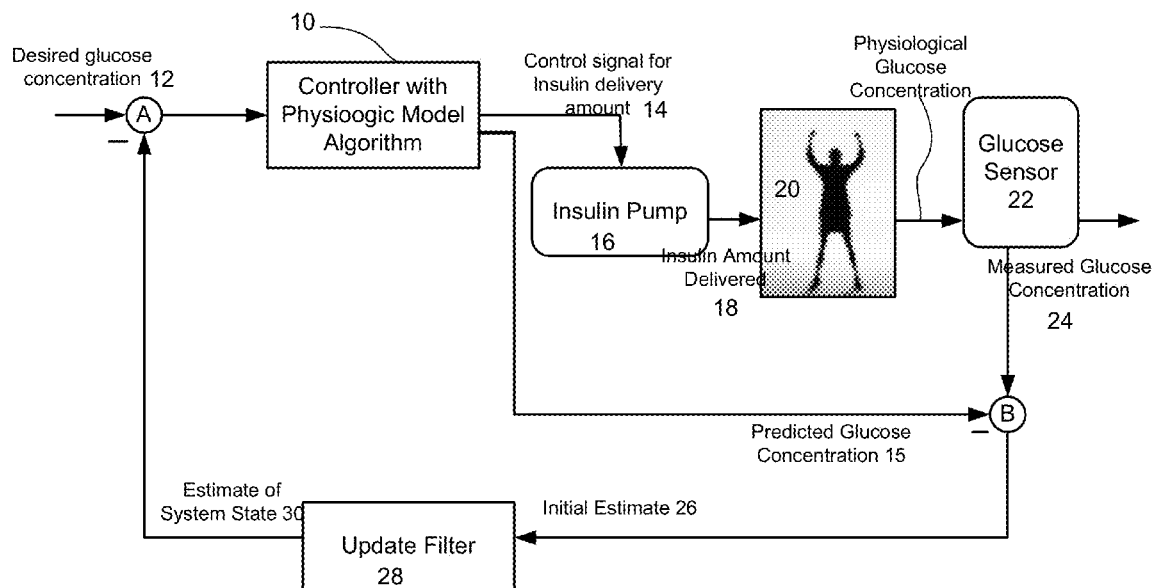 10
Desired glucose
concentration 12
A
−
Controller with
Physioogic Model
Algorithm
Control signal for
Insulin delivery
amount 14
Insulin Pump
16
Insulin Amount
Delivered
18
20
Physiological
Glucose
Concentration
Glucose
Sensor
22
Measured Glucose
Concentration
24
B
−
Predicted Glucose
Concentration 15
Initial Estimate 26
Update Filter
28
Estimate of
System State 30